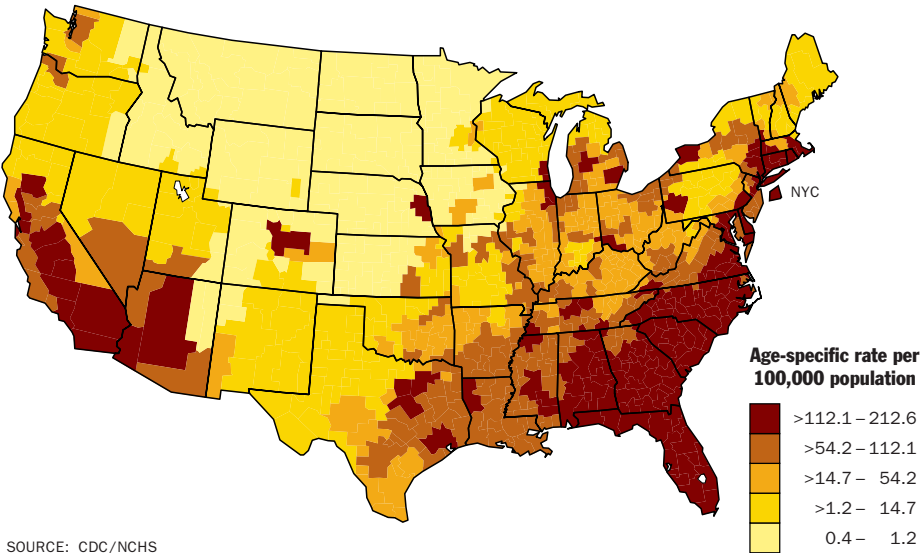 NYC
Age-specific rate per
100,000 population
>112.1 – 212.6
>54.2 – 112.1
>14.7 – 54.2
>1.2 – 14.7
0.4 – 1.2
SOURCE: CDC/NCHS